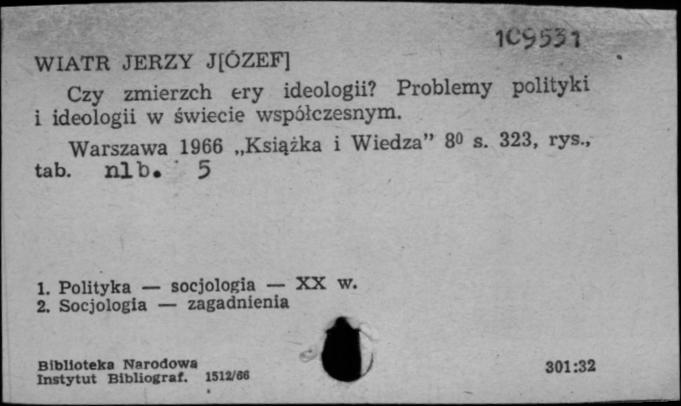 109531
WIATR JERZY J[ÓZEF]
Czy zmierzch ery ideologii? Problemy polityki
i ideologii w świecie współczesnym.
Warszawa 1966 „Książka i Wiedza” 8⁰ s. 323, rys.,
tab. nlb. 5
1. Polityka — socjologia — XX w.
2. Socjologia — zagadnienia
Biblioteka Narodowa
Instytut Bibliograf. 1512/66
301:32